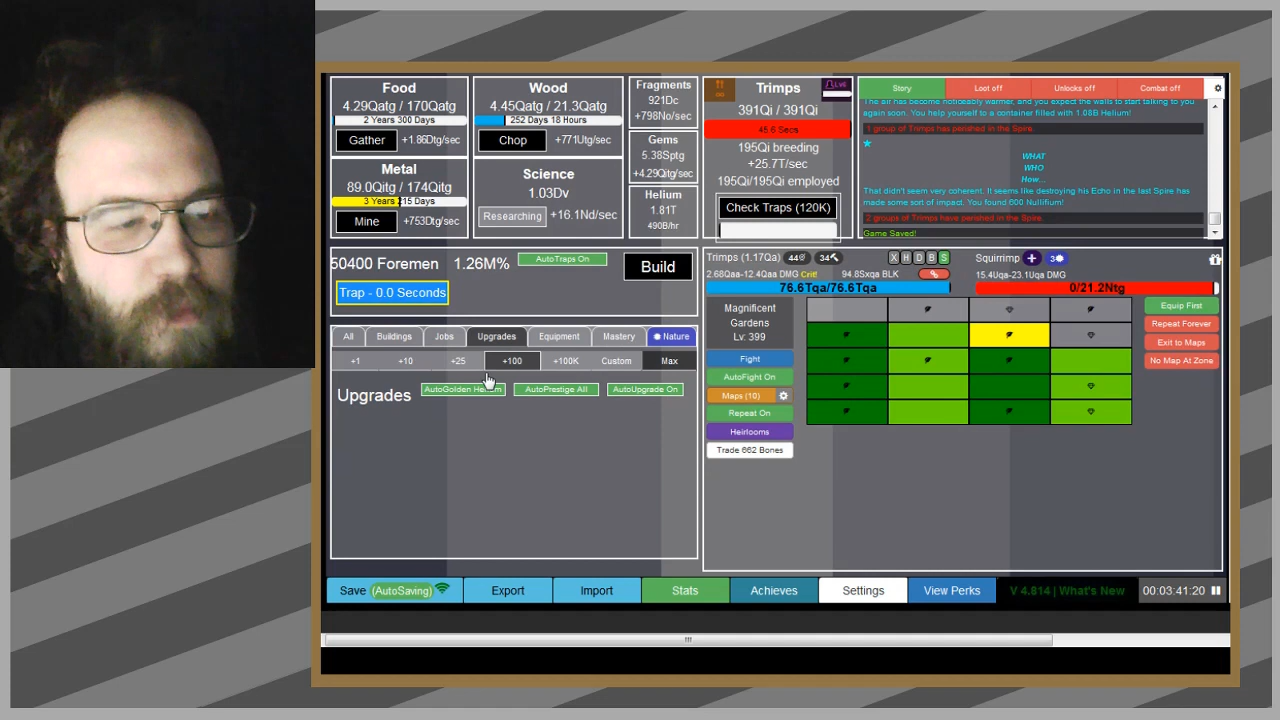 Food
4.29Qatg / 170Qatg
2 Years 300 Days
Gather
+1.86Dtg/sec
Wood
4.45Qatg / 21.3Qatg
252 Days 18 Hours
Chop
+771Utg/sec
Metal
89.0Qitg / 174Qitg
3 Years 215 Days
Mine
+753Dtg/sec
Science
1.03Dv
Researching
+16.1Nd/sec
Fragments
921Dc
+798No/sec
Gems
5.38Sptg
+4.29Qitg/sec
Helium
1.81T
490B/hr
Trimps
391Qi / 391Qi
45.6 Secs
195Qi breeding
+25.7T/sec
195Qi/195Qi employed
Check Traps (120K)
Story
Loot off
Unlocks off
Combat off
The air has become noticeably warmer, and you expect the walls to start talking to you
again soon. You help yourself to a container filled with 1.08B Helium!
1 group of Trimps has perished in the Spire.
WHAT
WHO
How...
That didn't seem very coherent. It seems like destroying his Echo in the last Spire has
made some sort of impact. You found 600 Nullifium!
2 groups of Trimps have perished in the Spire.
Game Saved!
50400 Foremen
1.26M%
AutoTraps On
Build
Trap - 0.0 Seconds
All
Buildings
Jobs
Upgrades
Equipment
Mastery
Nature
+1
+10
+25
+100
+100K
Custom
Max
Upgrades
AutoGolden Helium
AutoPrestige All!
AutoUpgrade On
Trimps (1.17Qa)
44
34
X H D B S
2.68Qaa-12.4Qaa DMG Crit!
94.8Sxqa BLK
76.6Tqa/76.6Tqa
Squirrimp
3
15.4Uqa-23.1Uqa DMG
0/21.2Ntg
Magnificent
Gardens
Lv: 399
Fight
AutoFight On
Maps (10)
Repeat On
Heirlooms
Trade 662 Bones
Equip First
Repeat Forever
Exit to Maps
No Map At Zone
Save (AutoSaving)
Export
Import
Stats
Achieves
Settings
View Perks
V 4.814 | What's New
00:03:41:20